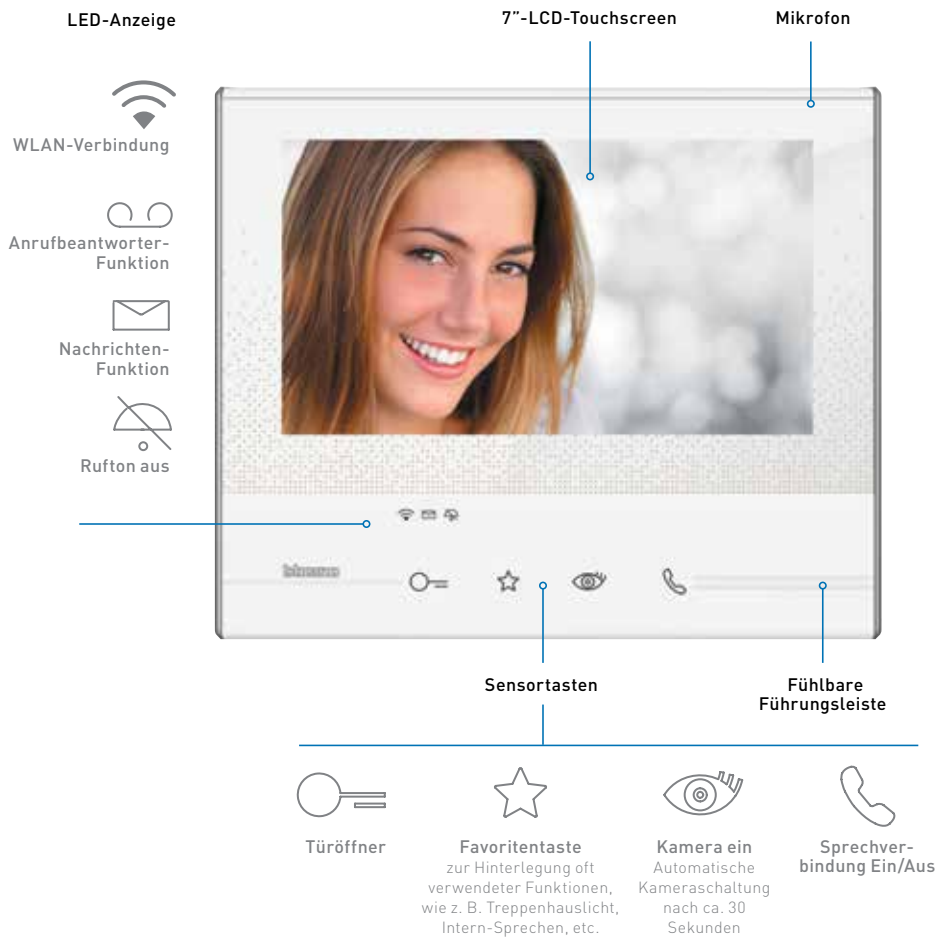 LED-Anzeige
7”-LCD-Touchscreen
Mikrofon
WLAN-Verbindung
Anrufbeantworter-
Funktion
Nachrichten-
Funktion
Rufton aus
Sensortasten
Fühlbare
Führungsleiste
Türöffner
Favoritentaste
zur Hinterlegung oft
verwendeter Funktionen,
wie z. B. Treppenhauslicht,
Intern-Sprechen, etc.
Kamera ein
Automatische
Kameraschaltung
nach ca. 30
Sekunden
Sprechver-
bindung Ein/Aus